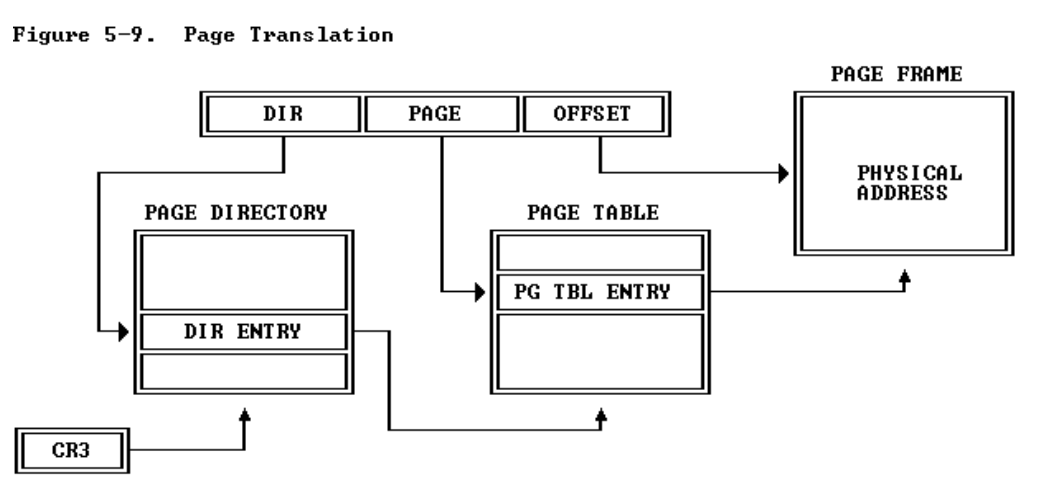 Figure 5-9. Page Translation
PAGE FRAME
DIR
PAGE
OFFSET
PHYSICAL
ADDRESS
PAGE DIRECTORY
PAGE TABLE
PG TBL ENTRY
DIR ENTRY
CR3